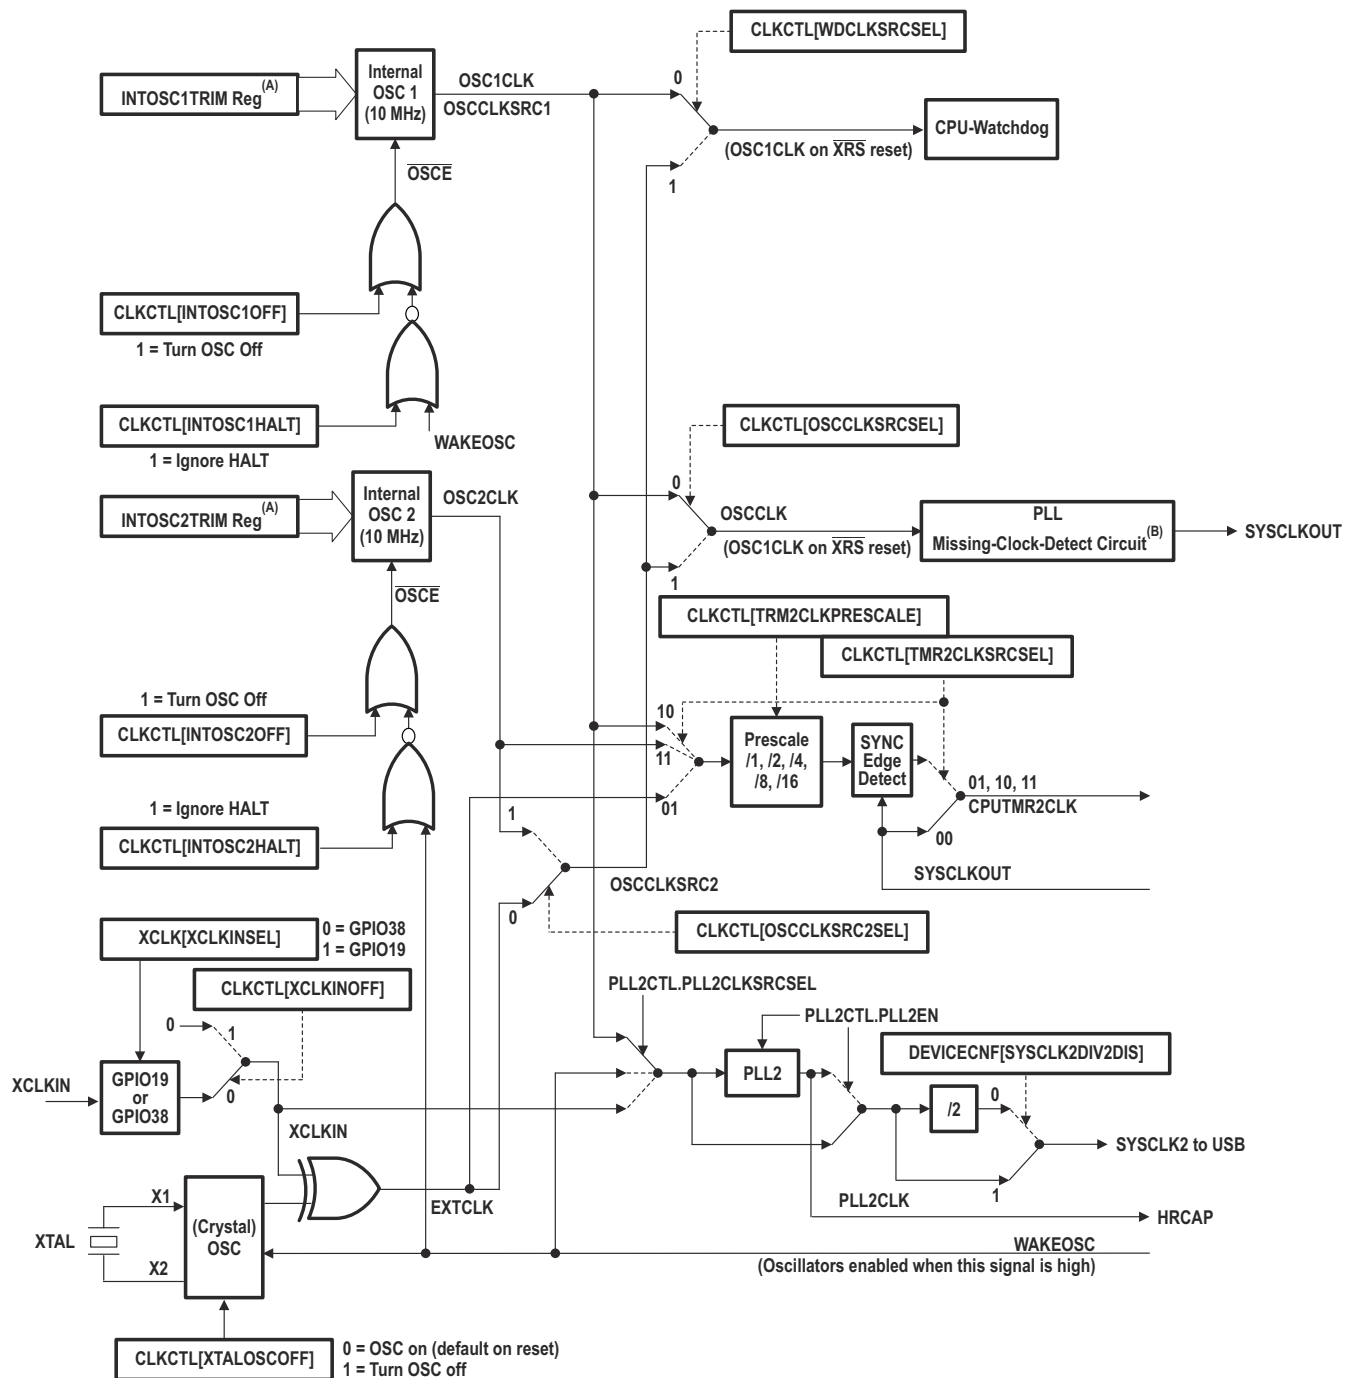 CLKCTL[WDCLKSRCSEL]
Internal
OSC 1
(10 MHz)
INTOSC1TRIM Reg(A)
OSC1CLK
OSCCLKSRC1
0
CPU-Watchdog
(OSC1CLK on XRS reset)
1
OSCE
CLKCTL[INTOSC1OFF]
1 = Turn OSC Off
CLKCTL[INTOSC1HALT]
1 = Ignore HALT
WAKEOSC
CLKCTL[OSCCLKSRCSEL]
INTOSC2TRIM Reg(A)
Internal
OSC 2
(10 MHz)
OSC2CLK
0
OSCCLK
(OSC1CLK on XRS reset)
1
PLL
Missing-Clock-Detect Circuit(B)
SYSCLKOUT
OSCE
CLKCTL[TRM2CLKPRESCALE]
CLKCTL[TMR2CLKSRCSEL]
1 = Turn OSC Off
CLKCTL[INTOSC2OFF]
10
11
01
Prescale
/1, /2, /4,
/8, /16
SYNC
Edge
Detect
01, 10, 11
CPUTMR2CLK
00
SYSCLKOUT
1 = Ignore HALT
CLKCTL[INTOSC2HALT]
1
0
OSCCLKSRC2
CLKCTL[OSCCLKSRC2SEL]
XCLK[XCLKINSEL]
0 = GPIO38
1 = GPIO19
CLKCTL[XCLKINOFF]
0
1
0
XCLKIN
GPIO19
or
GPIO38
XCLKIN
PLL2CTL.PLL2CLKSRCSEL
PLL2CTL.PLL2EN
PLL2
DEVICECNF[SYSCLK2DIV2DIS]
/2
0
1
SYSCLK2 to USB
PLL2CLK
HRCAP
EXTCLK
XTAL
X1
X2
(Crystal)
OSC
WAKEOSC
(Oscillators enabled when this signal is high)
CLKCTL[XTALOSCOFF]
0 = OSC on (default on reset)
1 = Turn OSC off